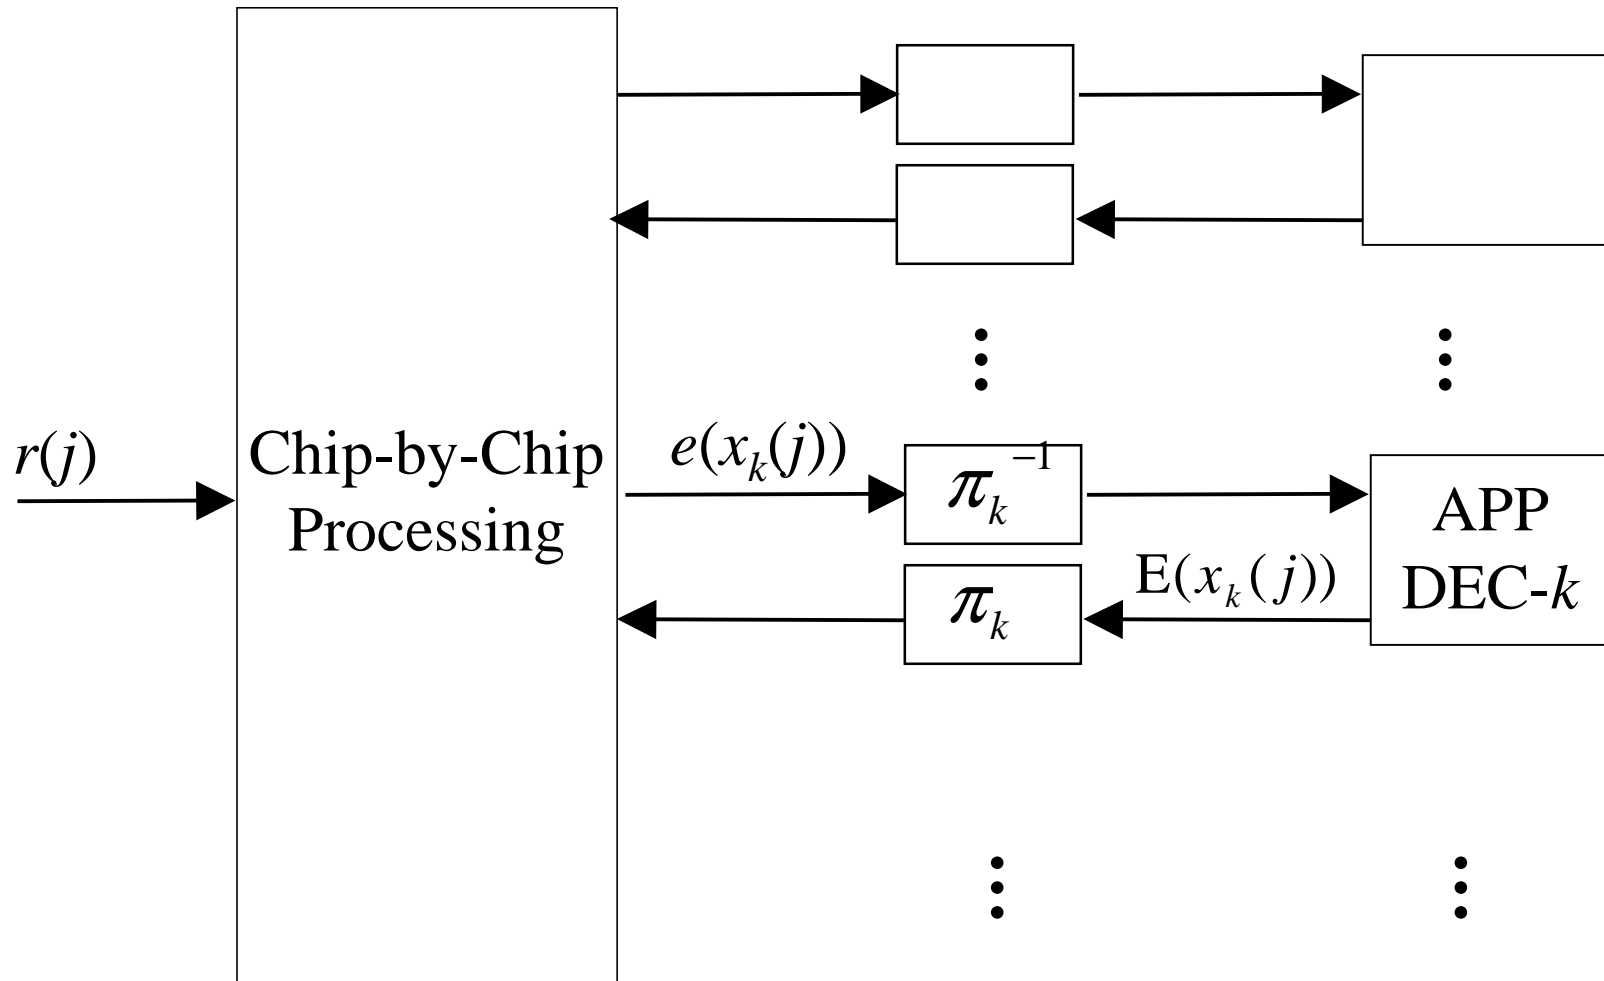 r(j)
Chip-by-Chip
Processing
e(x_k(j))
π_k^{-1}
π_k
E(x_k(j))
APP
DEC-k